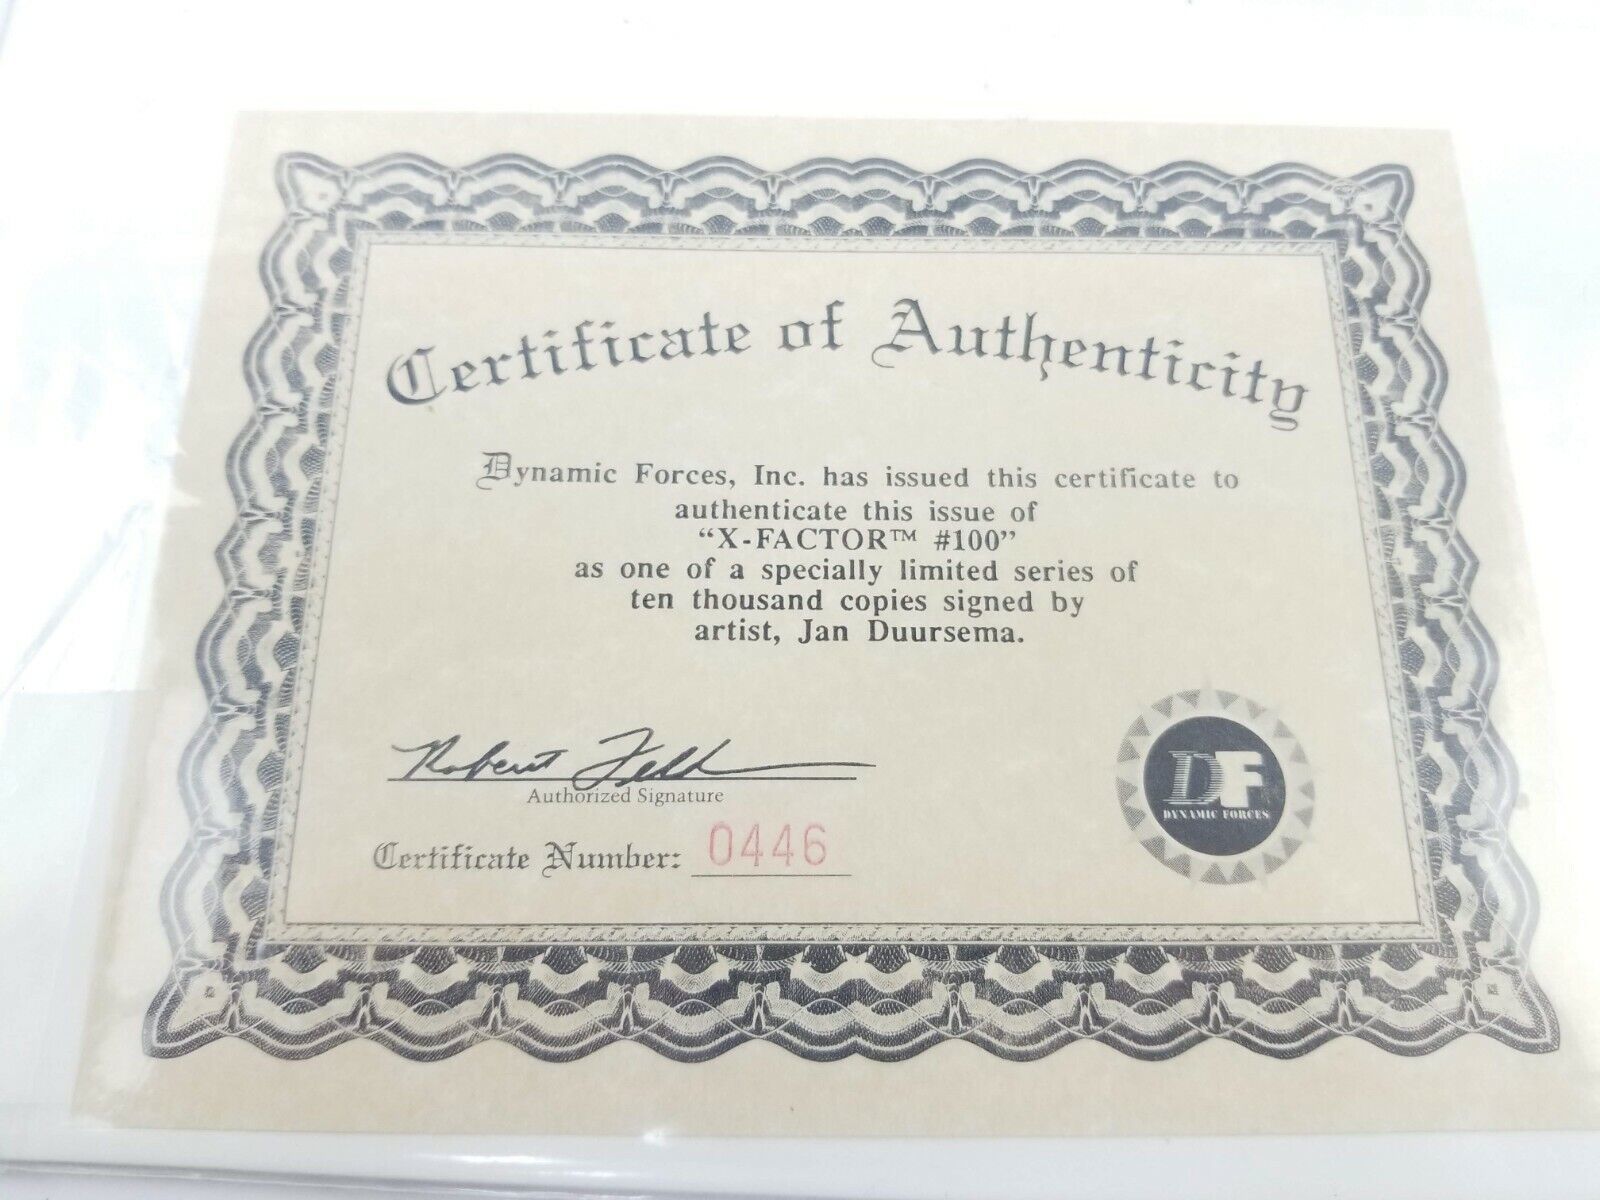 Certificate of Authenticity
Dynamic Forces, Inc. has issued this certificate to
authenticate this issue of
“X-FACTOR™ #100”
as one of a specially limited series of
ten thousand copies signed by
artist, Jan Duursema.
Robert Feld
Authorized Signature
Certificate Number: 0446
DF
DYNAMIC FORCES